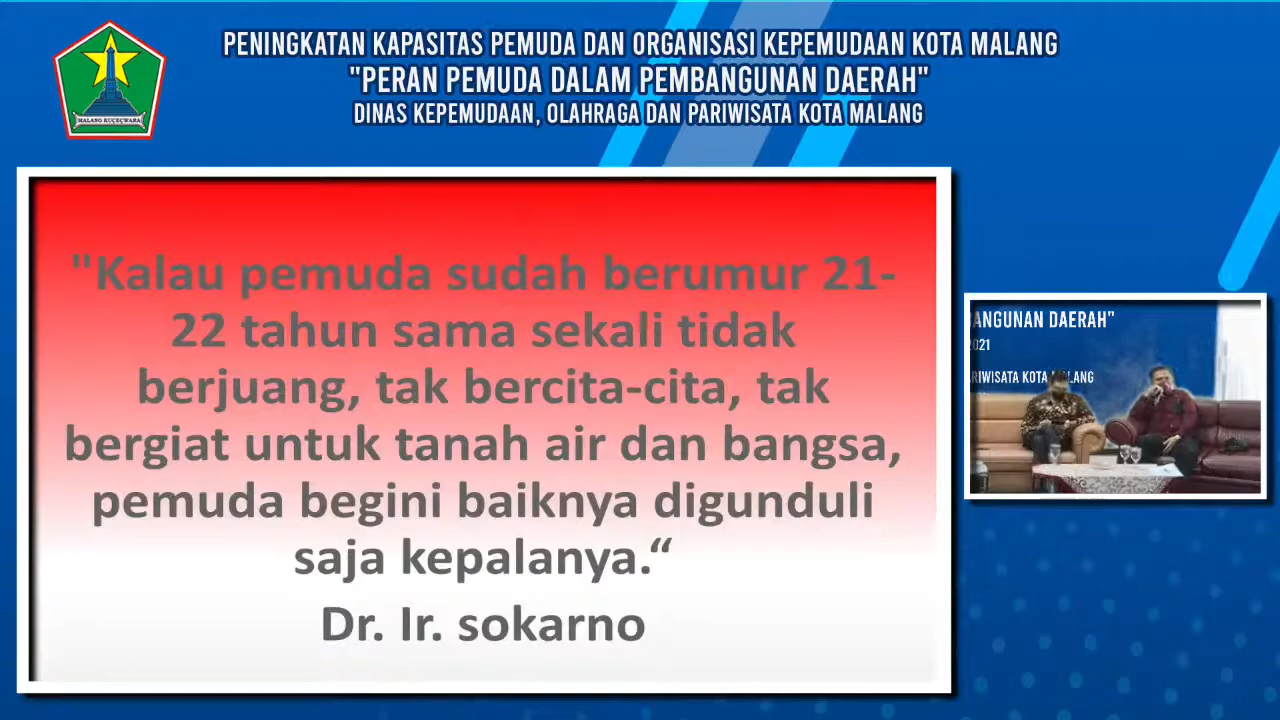 PENINGKATAN KAPASITAS PEMUDA DAN ORGANISASI KEPEMUDAAN KOTA MALANG
"PERAN PEMUDA DALAM PEMBANGUNAN DAERAH"
DINAS KEPEMUDAAN, OLAHRAGA DAN PARIWISATA KOTA MALANG
MALANG KUÇEÇWARA
"Kalau pemuda sudah berumur 21-
22 tahun sama sekali tidak
berjuang, tak bercita-cita, tak
bergiat untuk tanah air dan bangsa,
pemuda begini baiknya digunduli
saja kepalanya.“
Dr. Ir. sokarno
BANGUNAN DAERAH"
2021
ARIWISATA KOTA MALANG